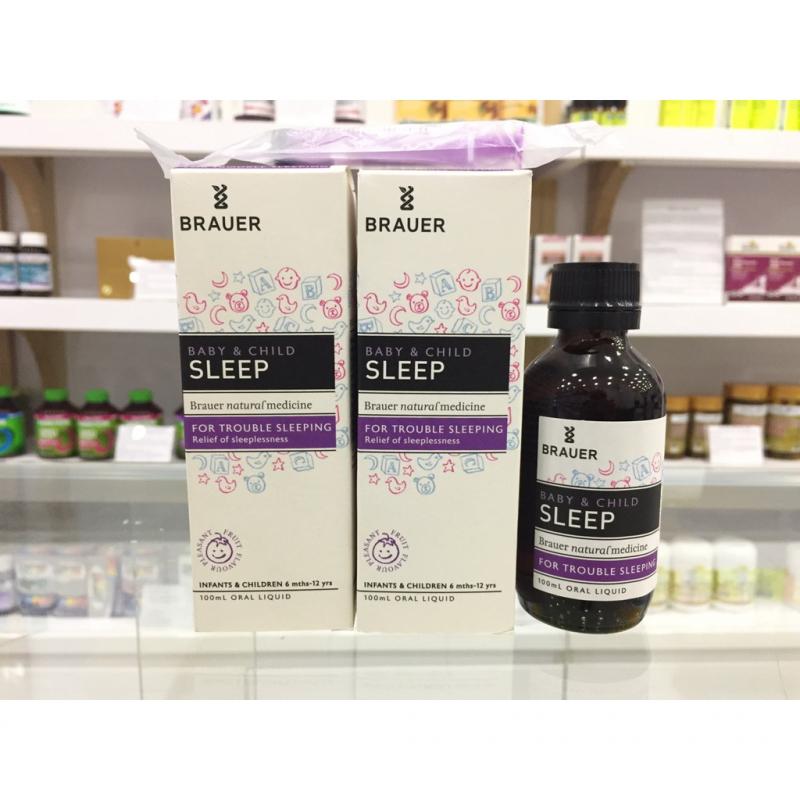 FOR TROUBLE SLEEPING
BRAUER
BABY & CHILD
SLEEP
Brauer natural medicine
FOR TROUBLE SLEEPING
Relief of sleeplessness
PLEASANT FRUIT FLAVOUR
INFANTS & CHILDREN 6 mths-12 yrs
100mL ORAL LIQUID
BRAUER
BABY & CHILD
SLEEP
Brauer natural medicine
FOR TROUBLE SLEEPING
Relief of sleeplessness
PLEASANT FRUIT FLAVOUR
INFANTS & CHILDREN 6 mths-12 yrs
100mL ORAL LIQUID
BRAUER
BABY & CHILD
SLEEP
Brauer natural medicine
FOR TROUBLE SLEEPING
100mL ORAL LIQUID